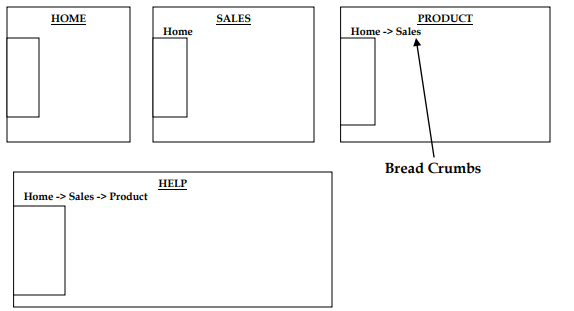 HOME
SALES
Home
PRODUCT
Home -> Sales
Bread Crumbs
HELP
Home -> Sales -> Product